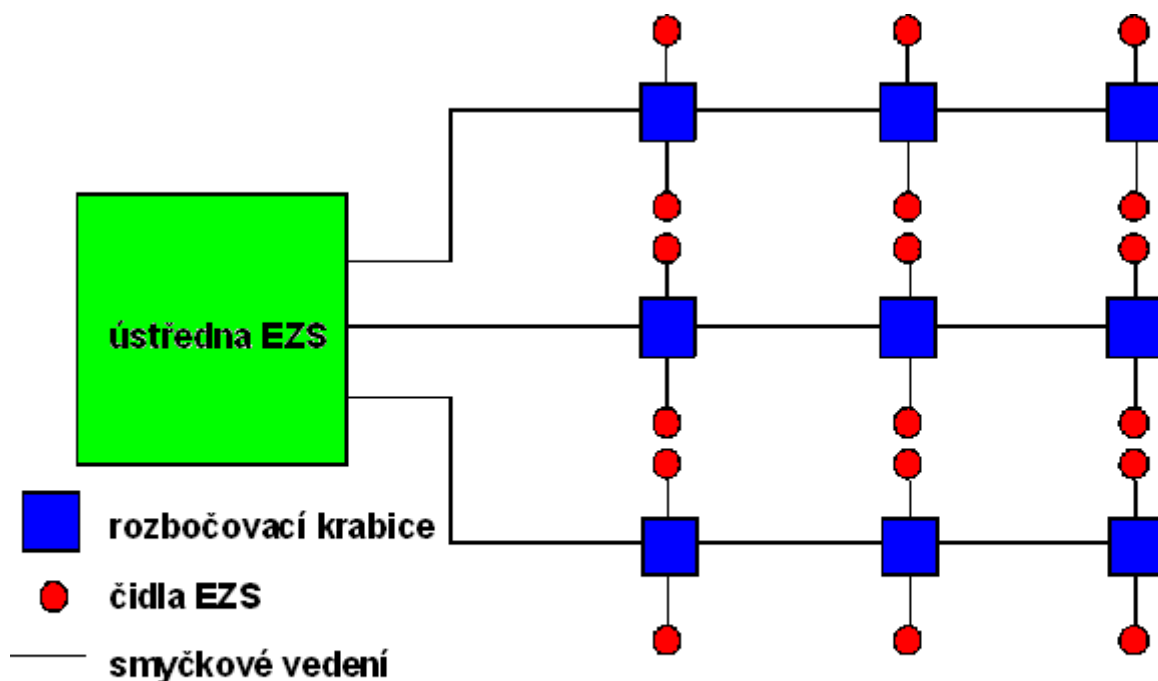 ústředna EZS
rozbočovací krabice
čidla EZS
smyčkové vedení